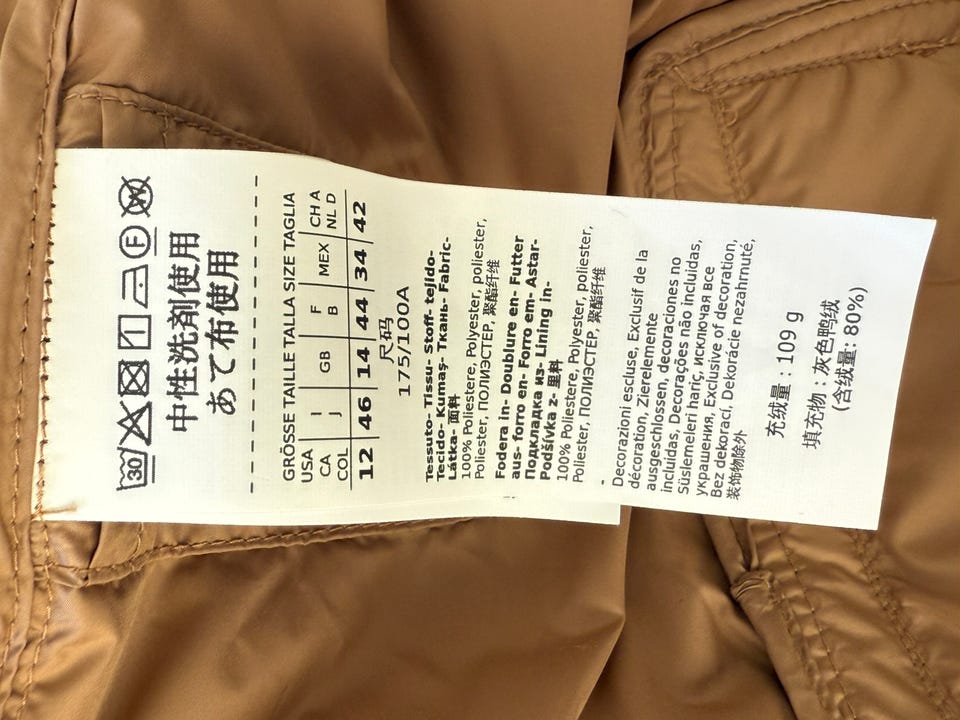 30
F
W
中性洗剤使用
あて布使用
GRÖSSE TAILLE TALLA SIZE TAGLIA
USA CA COL
I J
GB
F B
MEX
CH A NL D
12 46 14 44 34 42
尺码
175/100A
Tessuto- Tissu- Stoff- tejido-
Tecido- Kumaş- Ткань- Fabric-
Látka- 面料
100% Poliestere, Polyester, poliester,
Poliester, ПОЛИЭСТЕР, 聚酯纤维
Fodera in- Doublure en- Futter
aus- forro en- Forro em- Astar-
Подкладка из- Lining in-
Podšívka z- 里料
100% Poliestere, Polyester, poliester,
Poliester, ПОЛИЭСТЕР, 聚酯纤维
Decorazioni escluse, Exclusif de la
décoration, Zierelemente
ausgeschlossen, decoraciones no
incluidas, Decorações não incluidas,
Süslemeleri hariç, исключая все
украшения, Exclusive of decoration,
Bez dekorací, Dekorácie nezahrnuté,
装饰物除外
充绒量：109 g
填充物：灰色鸭绒
(含绒量: 80%)